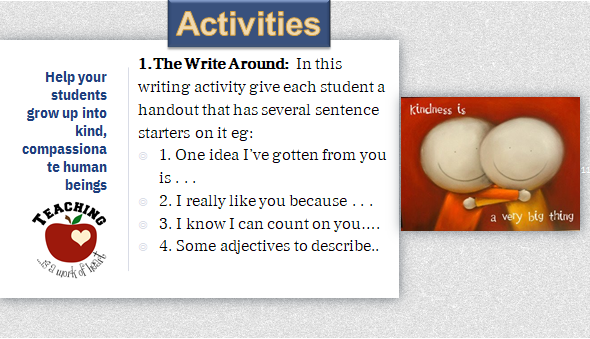 Activities
Help your
students
grow up into
kind,
compassiona
te human
beings
TEACHING
...is a work of heart
1. The Write Around: In this
writing activity give each student a
handout that has several sentence
starters on it eg:
1. One idea I've gotten from you
is . . .
2. I really like you because . . .
3. I know I can count on you....
4. Some adjectives to describe..
kindness is
a very big thing